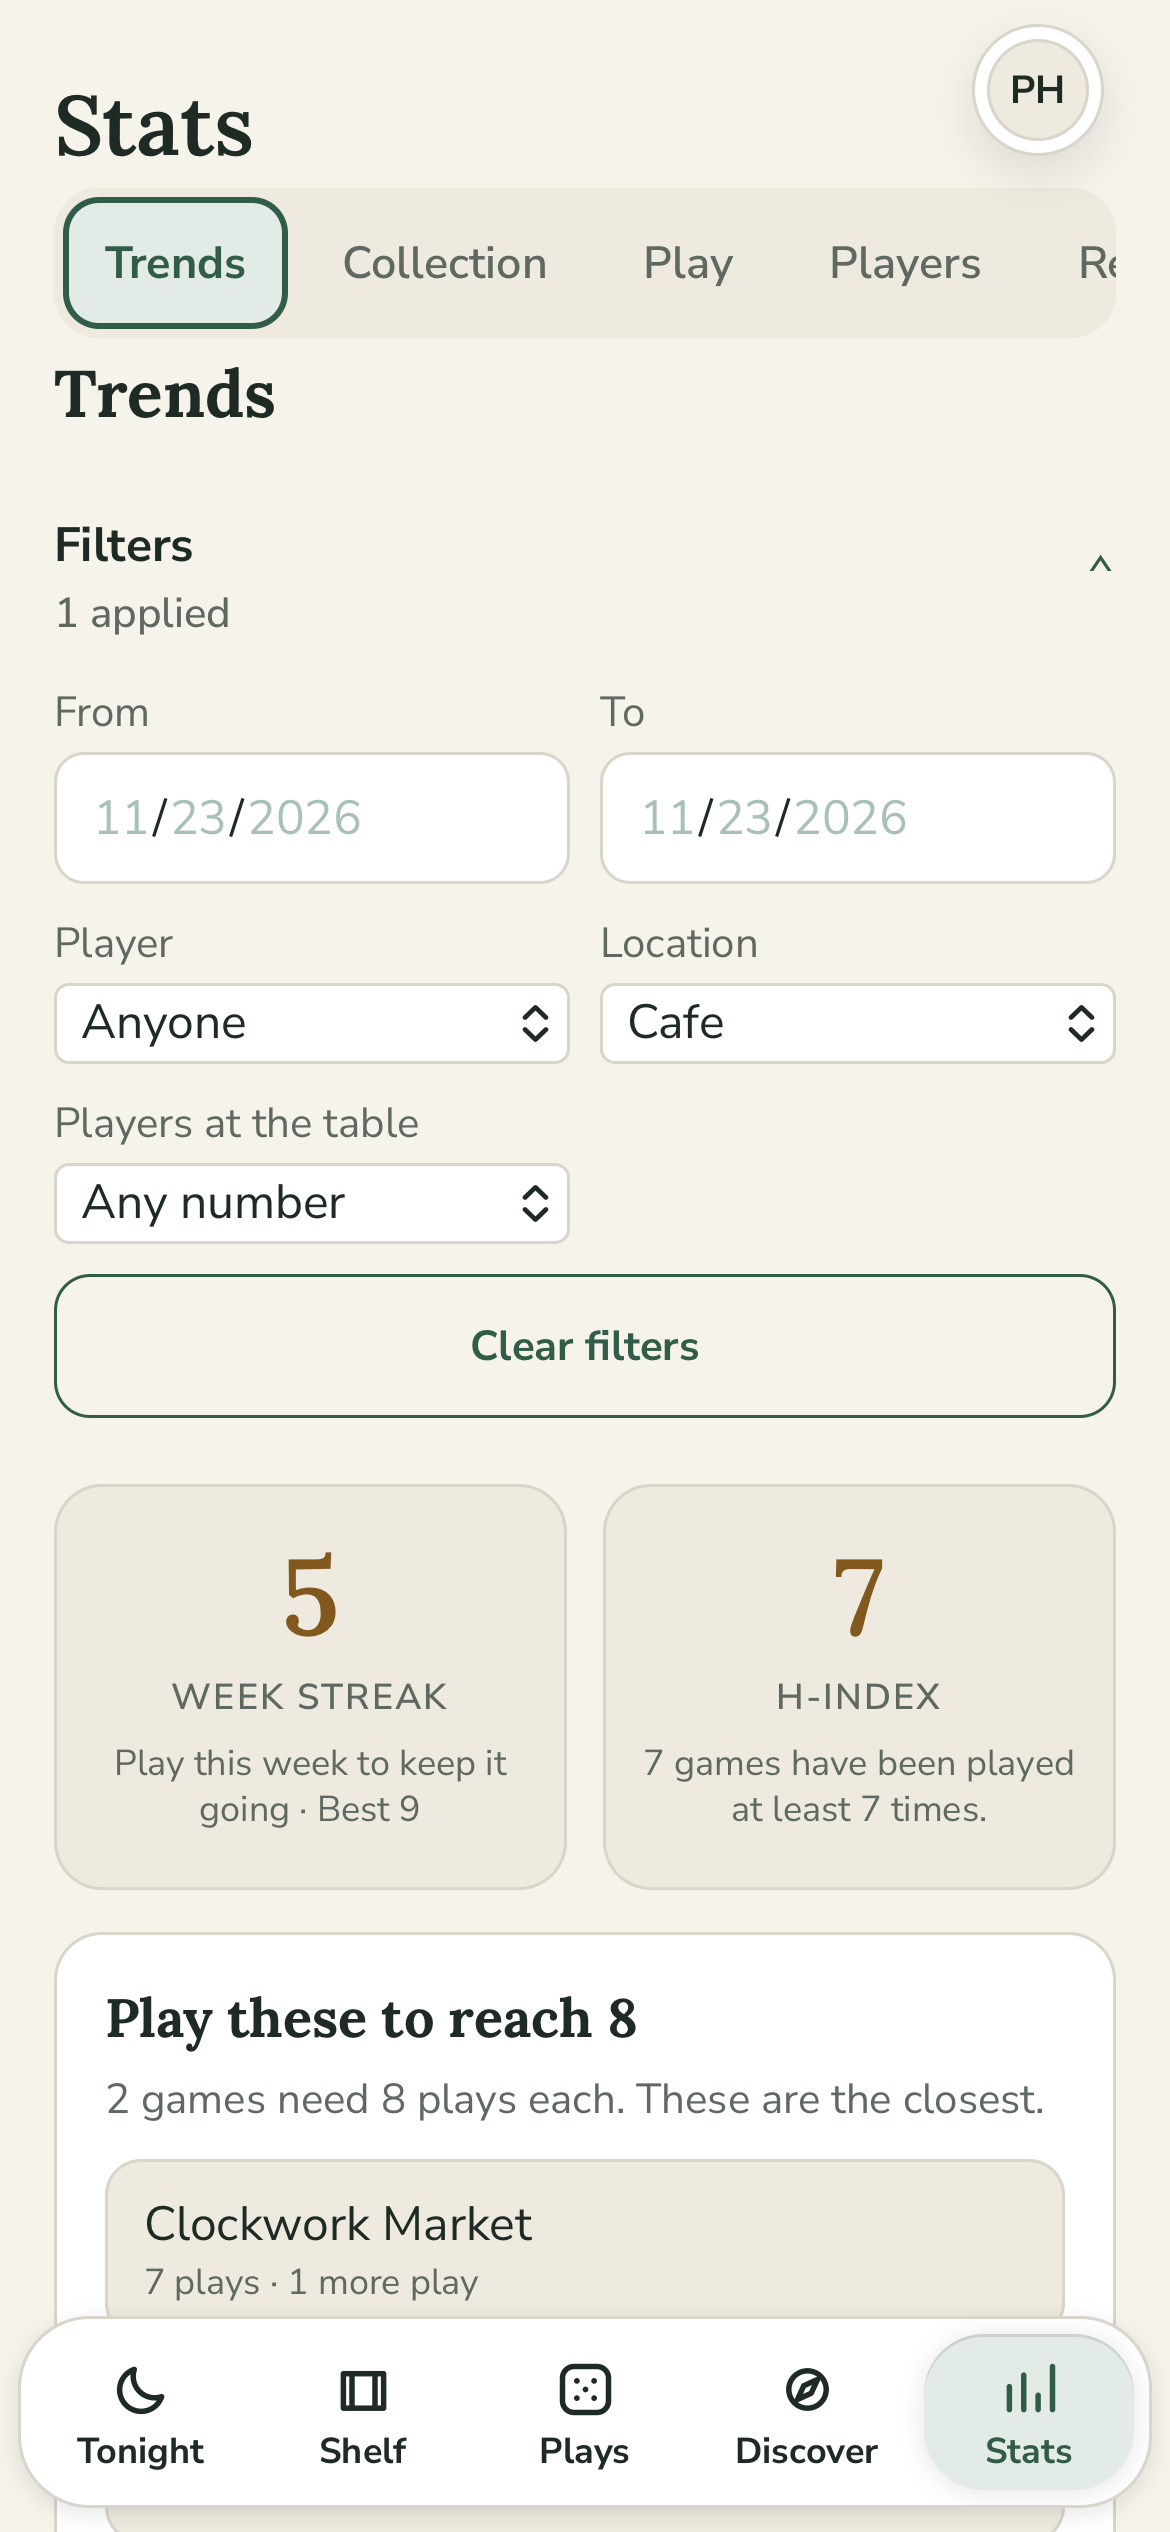 PH
Stats
Trends Collection Play Players Re
Trends
Filters
1 applied
From To
11/23/2026 11/23/2026
Player Location
Anyone Cafe
Players at the table
Any number
Clear filters
5 7
WEEK STREAK H-INDEX
Play this week to keep it 7 games have been played
going · Best 9 at least 7 times.
Play these to reach 8
2 games need 8 plays each. These are the closest.
Clockwork Market
7 plays · 1 more play
Tonight Shelf Plays Discover Stats